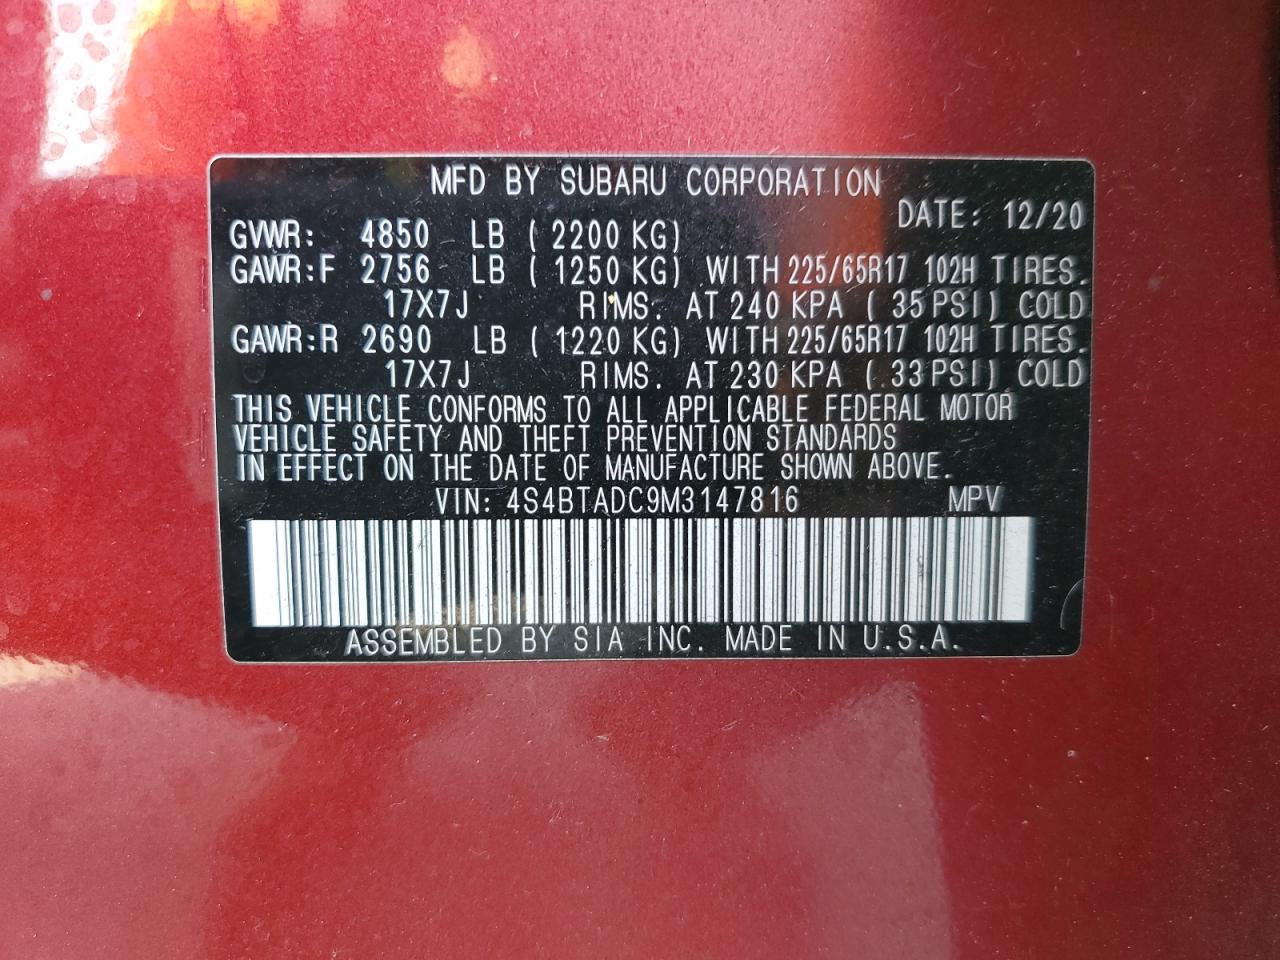 MFD BY SUBARU CORPORATION
DATE: 12/20
GVWR: 4850 LB ( 2200 KG)
GAWR:F 2756 LB ( 1250 KG) WITH 225/65R17 102H TIRES.
17X7J RIMS. AT 240 KPA ( 35 PSI) COLD
GAWR:R 2690 LB ( 1220 KG) WITH 225/65R17 102H TIRES.
17X7J RIMS. AT 230 KPA ( 33 PSI) COLD
THIS VEHICLE CONFORMS TO ALL APPLICABLE FEDERAL MOTOR
VEHICLE SAFETY AND THEFT PREVENTION STANDARDS
IN EFFECT ON THE DATE OF MANUFACTURE SHOWN ABOVE.
VIN: 4S4BTADC9M3147816 MPV
ASSEMBLED BY SIA INC. MADE IN U.S.A.